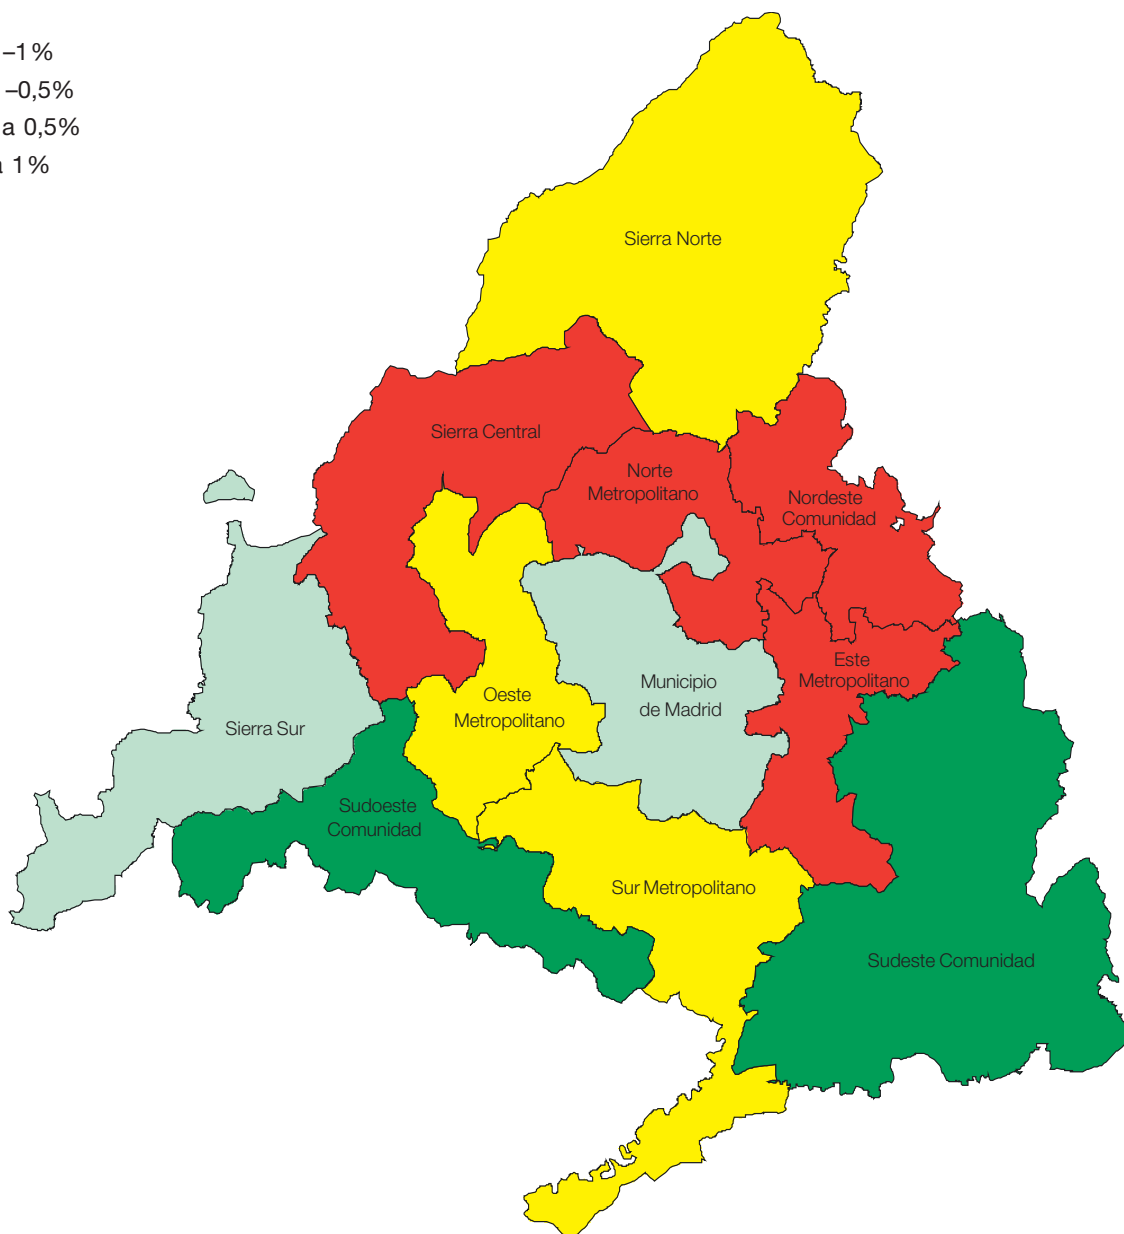 –1%
–0,5%
a 0,5%
a 1%
Sierra Norte
Sierra Central
Norte
Metropolitano
Nordeste
Comunidad
Este
Metropolitano
Municipio
de Madrid
Oeste
Metropolitano
Sierra Sur
Sudoeste
Comunidad
Sur Metropolitano
Sudeste Comunidad